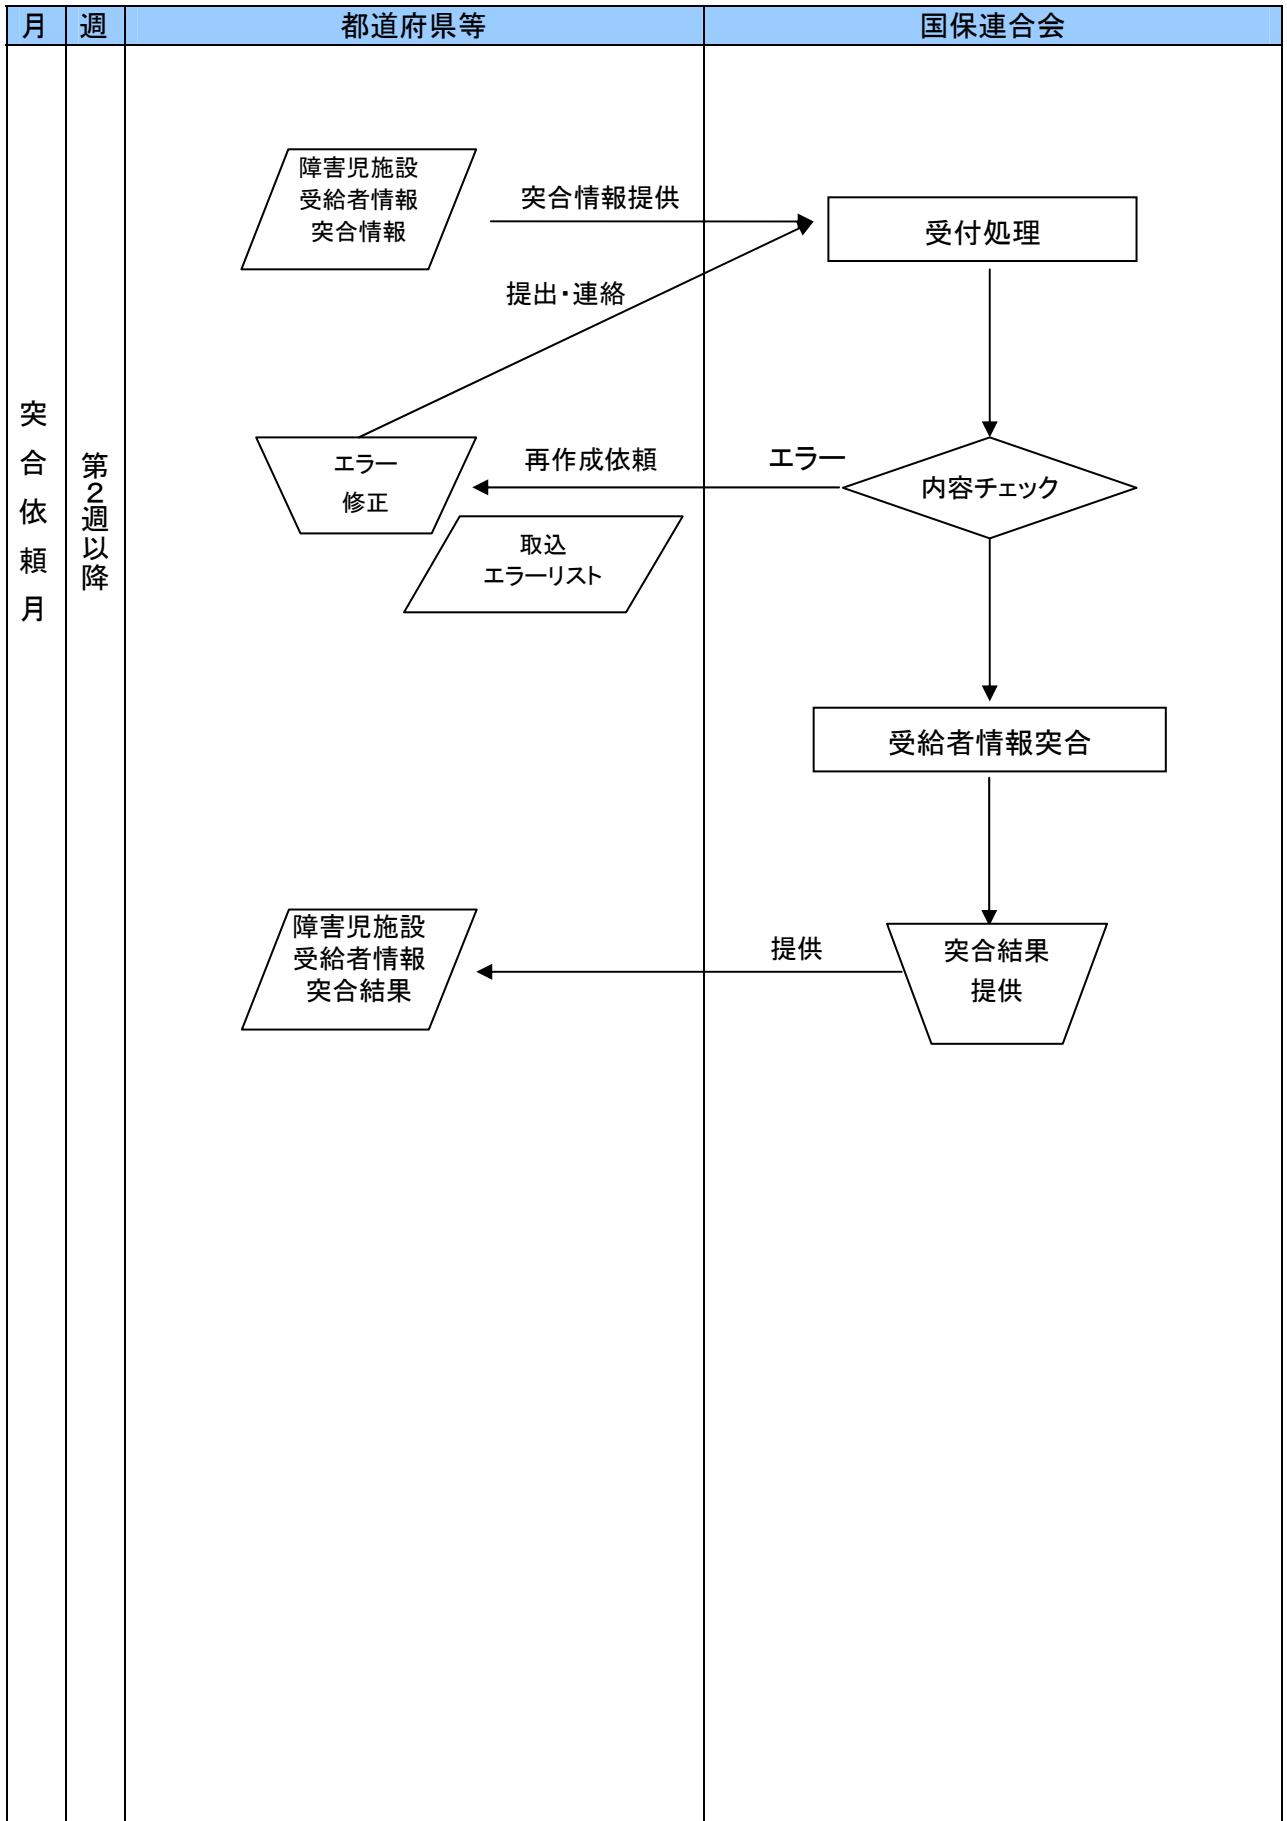 月 週 都道府県等 国保連合会
障害児施設
受給者情報
突合情報
突合情報提供
受付処理
提出・連絡
突合依頼月
第2週以降
エラー
修正
再作成依頼
エラー
内容チェック
取込
エラーリスト
受給者情報突合
障害児施設
受給者情報
突合結果
提供
突合結果
提供